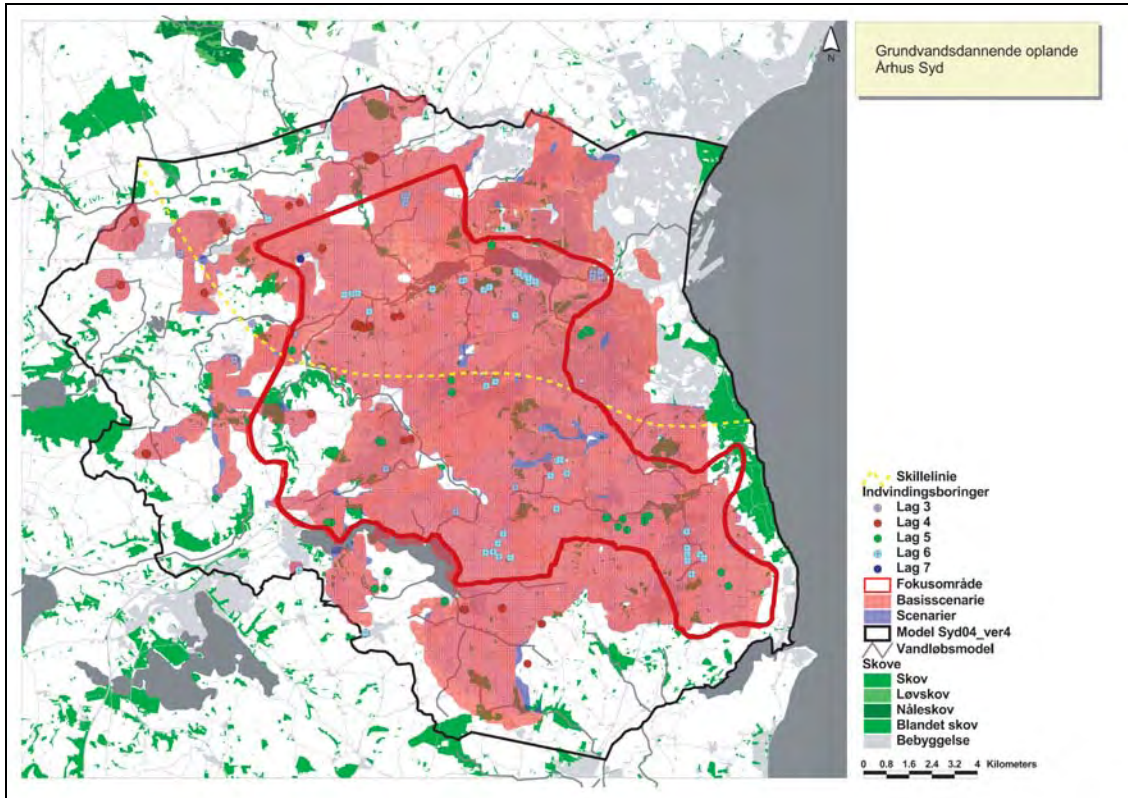 Grundvandsdannende oplande
Århus Syd
N
Skillelinie
Indvindingsboringer
Lag 3
Lag 4
Lag 5
Lag 6
Lag 7
Fokusområde
Basisscenarie
Scenarier
Model Syd04_ver4
Vandløbsmodel
Skove
Skov
Løvskov
Nåleskov
Blandet skov
Bebyggelse
0 0.8 1.6 2.4 3.2 4 Kilometers